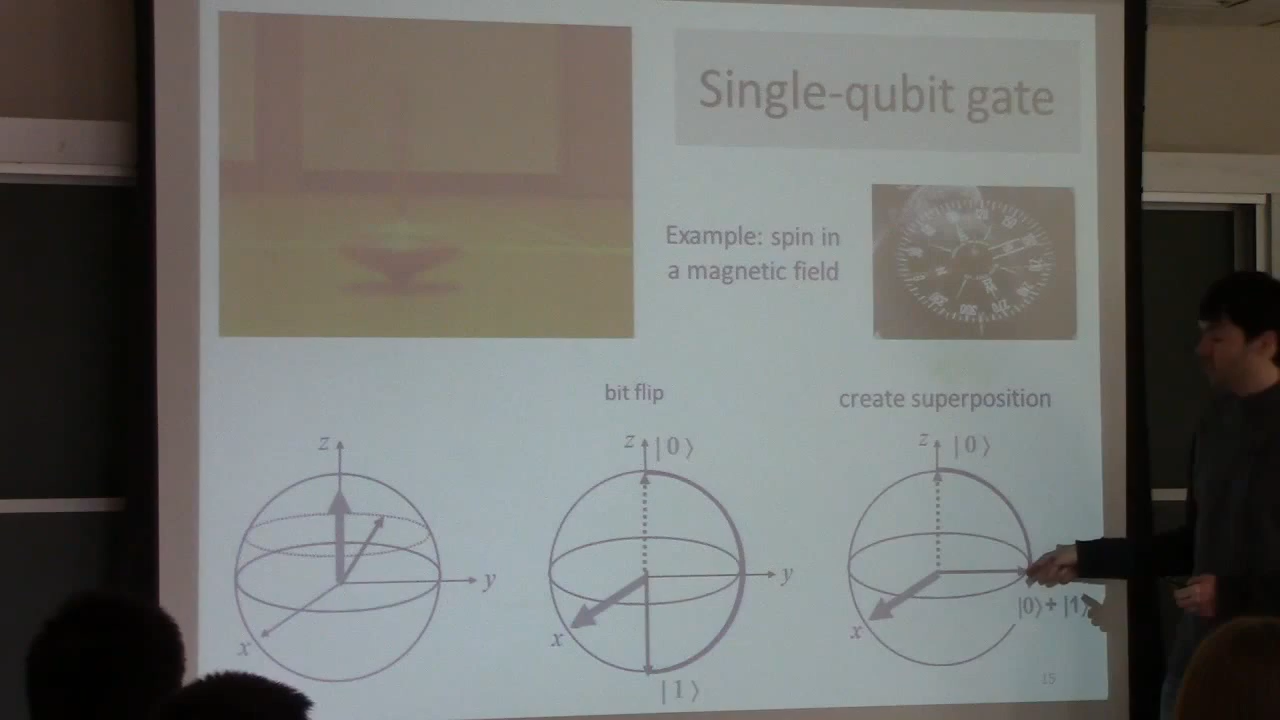 Single-qubit gate
Example: spin in
a magnetic field
bit flip
create superposition
z
y
x
z |0⟩
y
x
|1⟩
z |0⟩
x
|0⟩+|1⟩
15